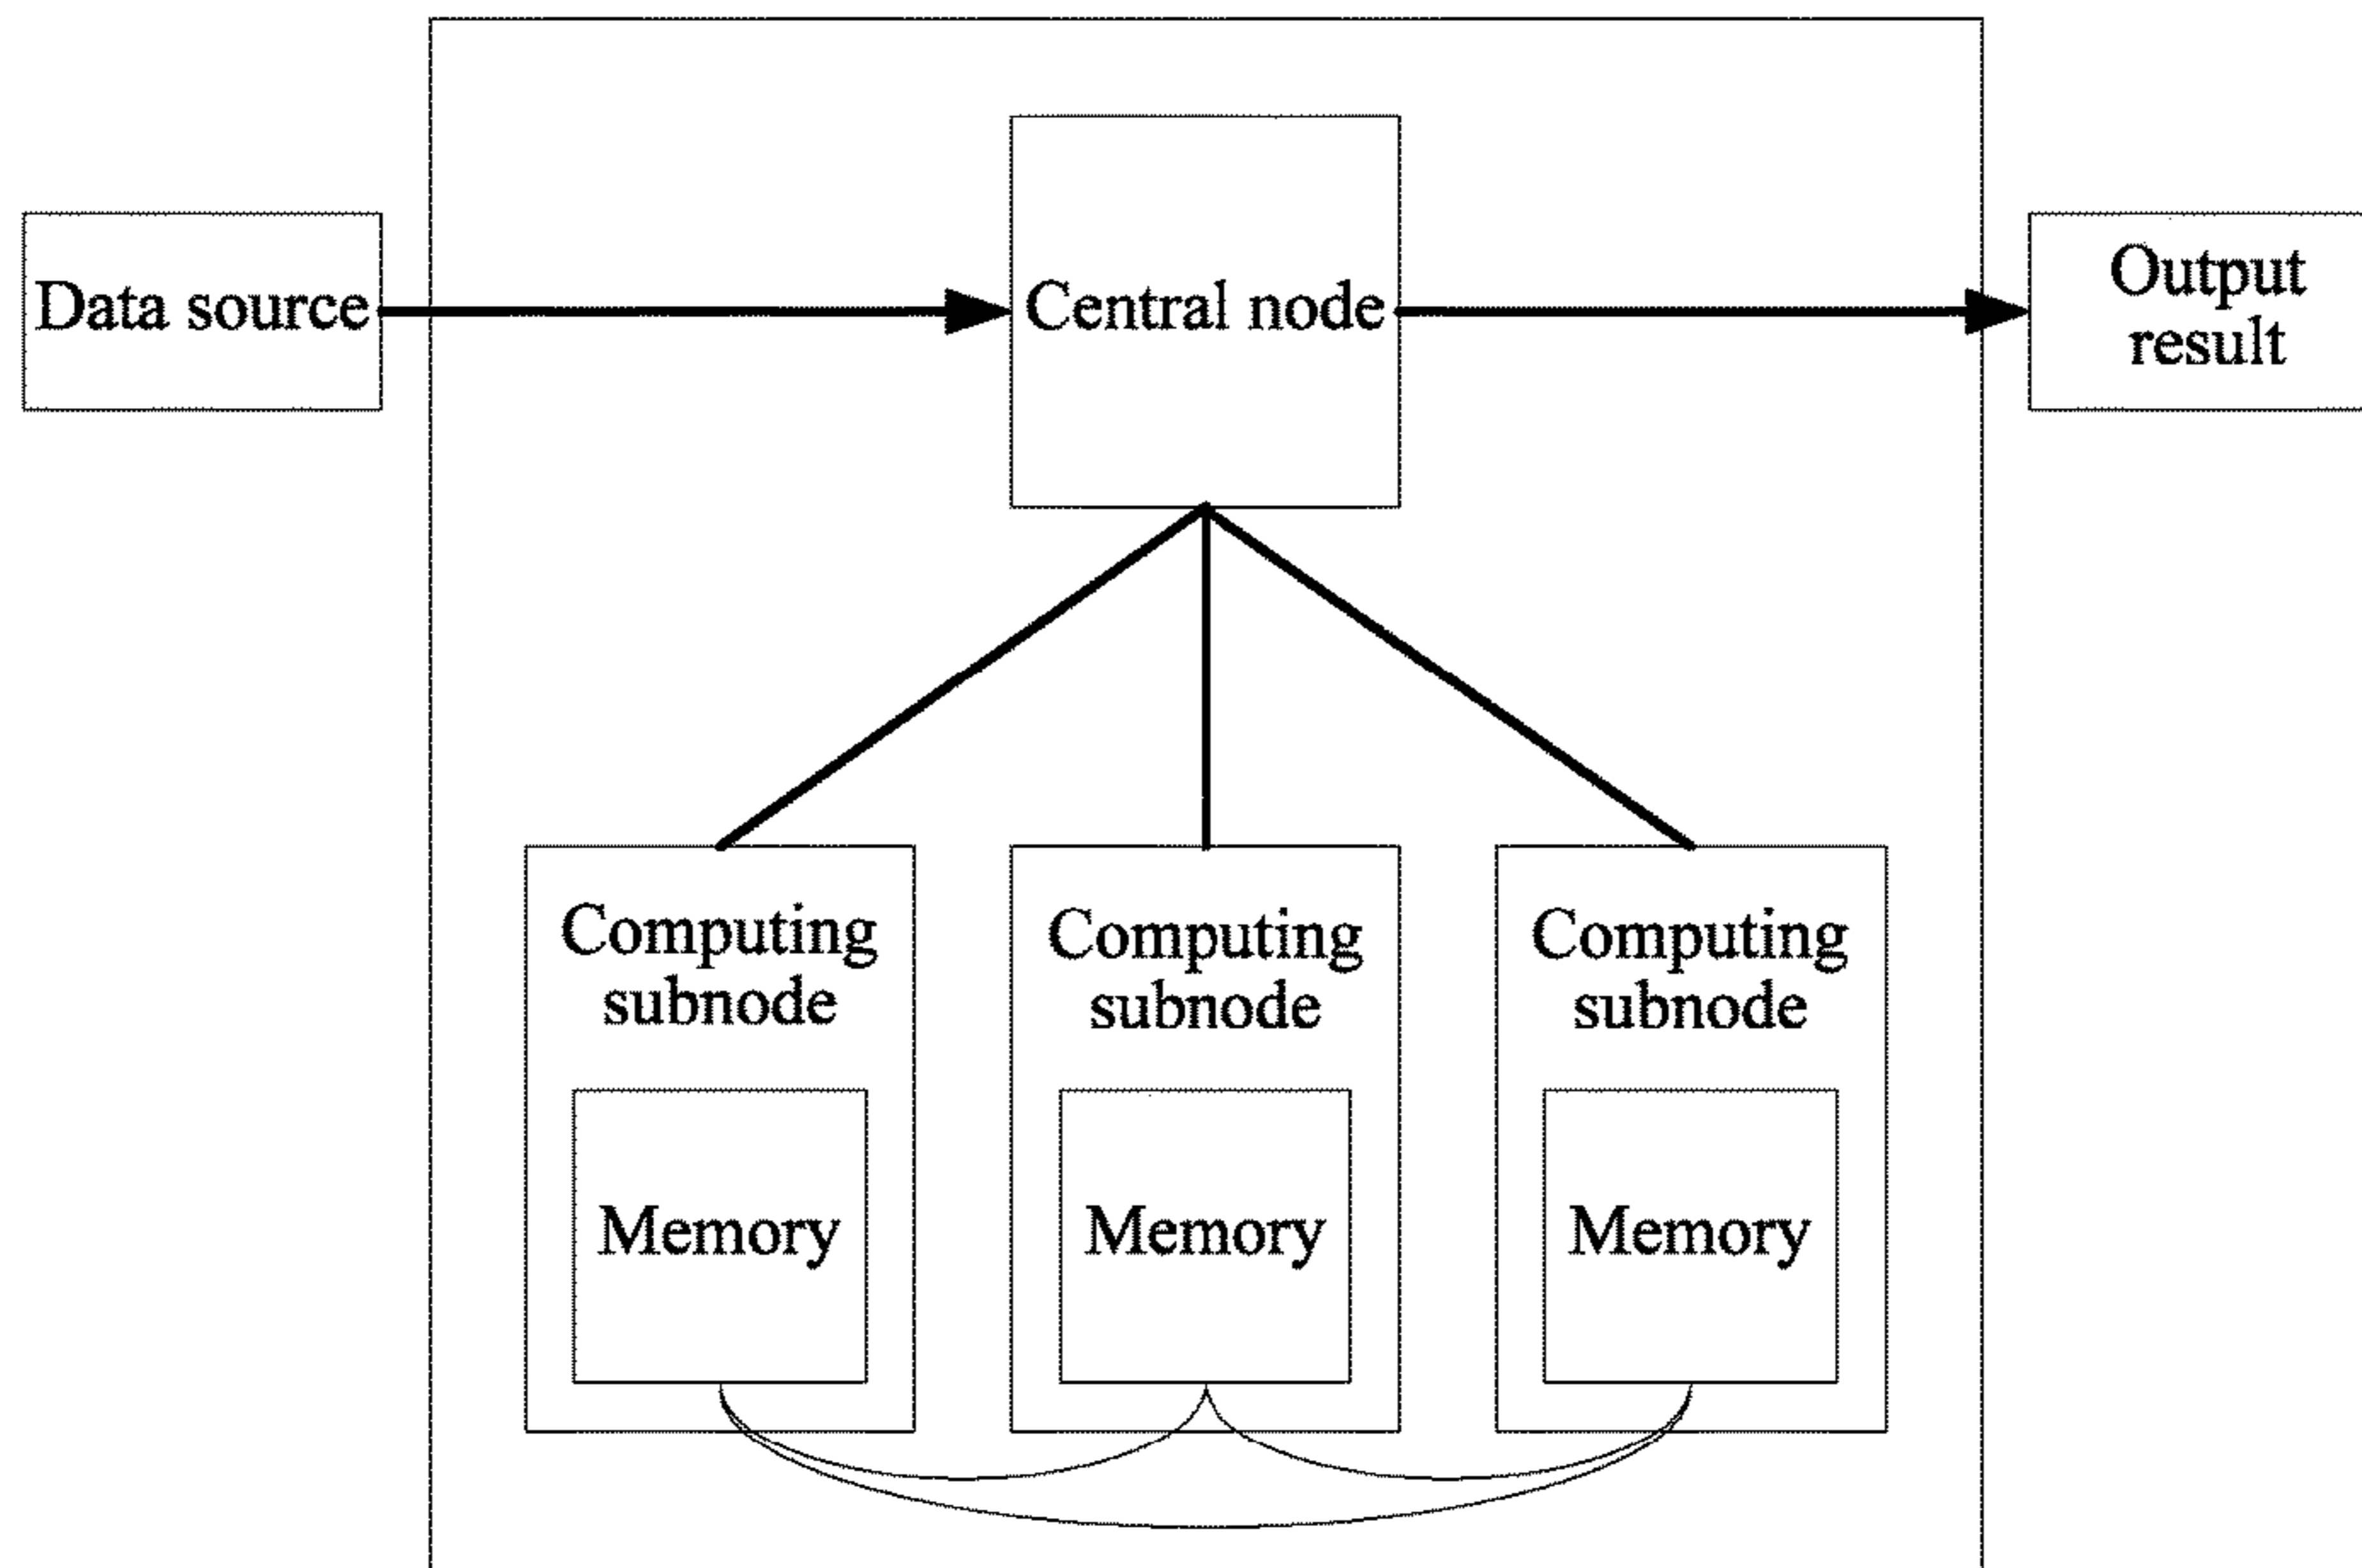 Data source
Central node
Output
result
Computing
subnode
Memory
Computing
subnode
Memory
Computing
subnode
Memory